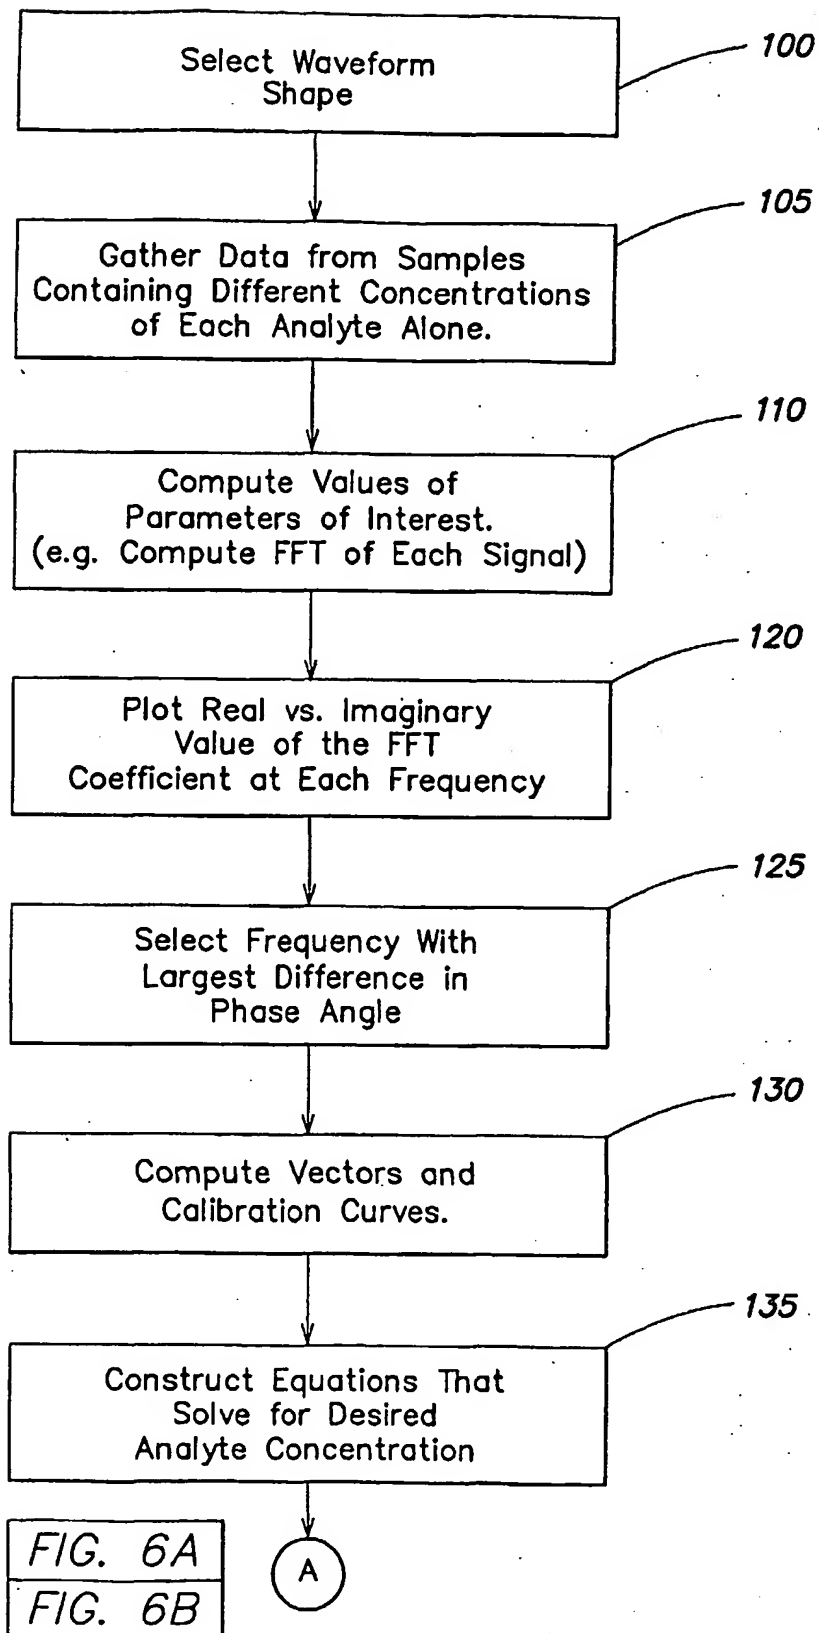 Select Waveform
Shape
100
Gather Data from Samples
Containing Different Concentrations
of Each Analyte Alone.
105
Compute Values of
Parameters of Interest.
(e.g. Compute FFT of Each Signal)
110
Plot Real vs. Imaginary
Value of the FFT
Coefficient at Each Frequency
120
Select Frequency With
Largest Difference in
Phase Angle
125
Compute Vectors and
Calibration Curves.
130
Construct Equations That
Solve for Desired
Analyte Concentration
135
A
FIG. 6A
FIG. 6B